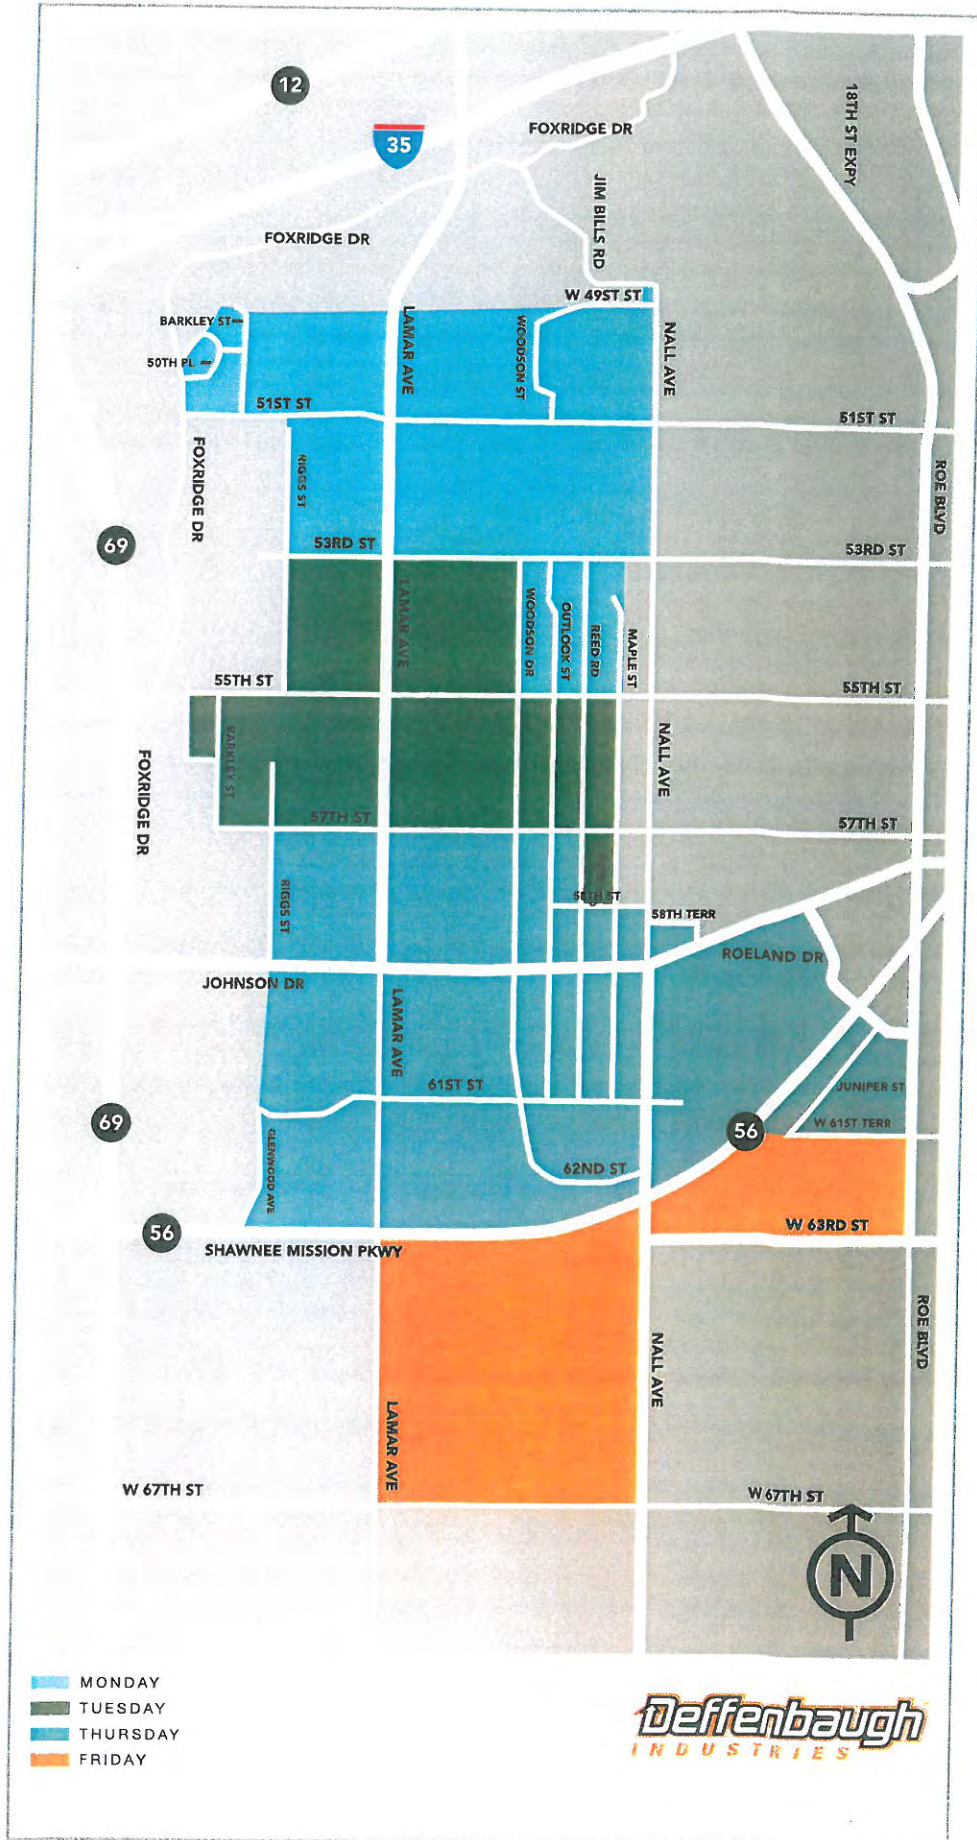 12
35
FOXRIDGE DR
18TH ST EXPY
JIM BILLS RD
FOXRIDGE DR
W 49ST ST
BARKLEY ST
50TH PL
LAMAR AVE
WOODSON ST
NALL AVE
51ST ST
51ST ST
FOXRIDGE DR
RIGGS ST
ROE BLVD
69
53RD ST
53RD ST
LAMAR AVE
WOODSON DR
OUTLOOK ST
REED RD
MAPLE ST
55TH ST
55TH ST
FOXRIDGE DR
BARKLEY ST
NALL AVE
57TH ST
57TH ST
RIGGS ST
58TH ST
58TH TERR
ROELAND DR
JOHNSON DR
LAMAR AVE
61ST ST
JUNIPER ST
W 61ST TERR
69
56
GLENWOOD AVE
62ND ST
56
W 63RD ST
SHAWNEE MISSION PKWY
NALL AVE
ROE BLVD
LAMAR AVE
W 67TH ST
W 67TH ST
N
MONDAY
TUESDAY
THURSDAY
FRIDAY
Deffenbaugh
INDUSTRIES